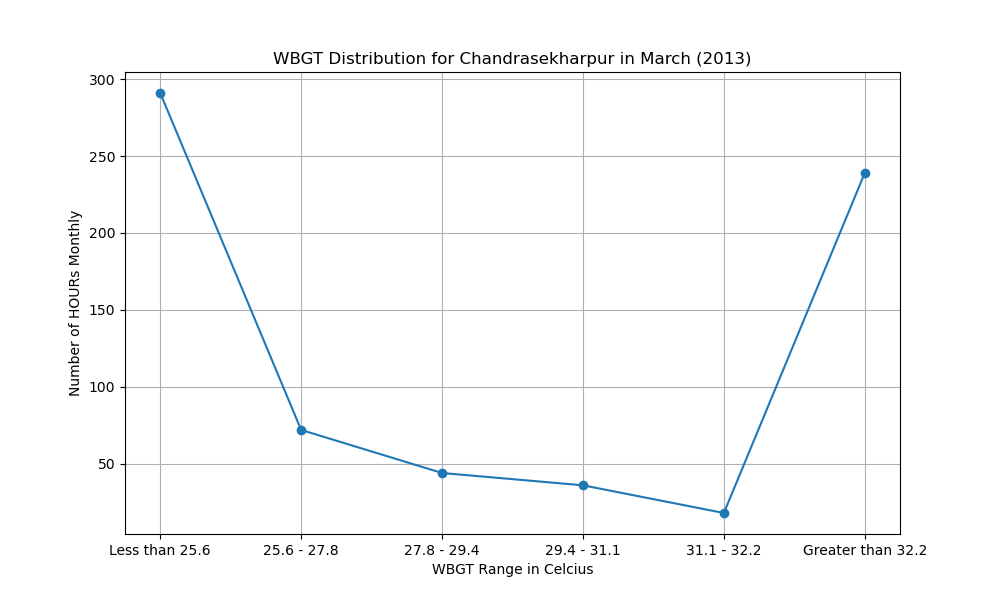 WBGT Distribution for Chandrasekharpur in March (2013)
Number of HOURs Monthly
300
250
200
150
100
50
Less than 25.6
25.6 - 27.8
27.8 - 29.4
29.4 - 31.1
31.1 - 32.2
Greater than 32.2
WBGT Range in Celcius